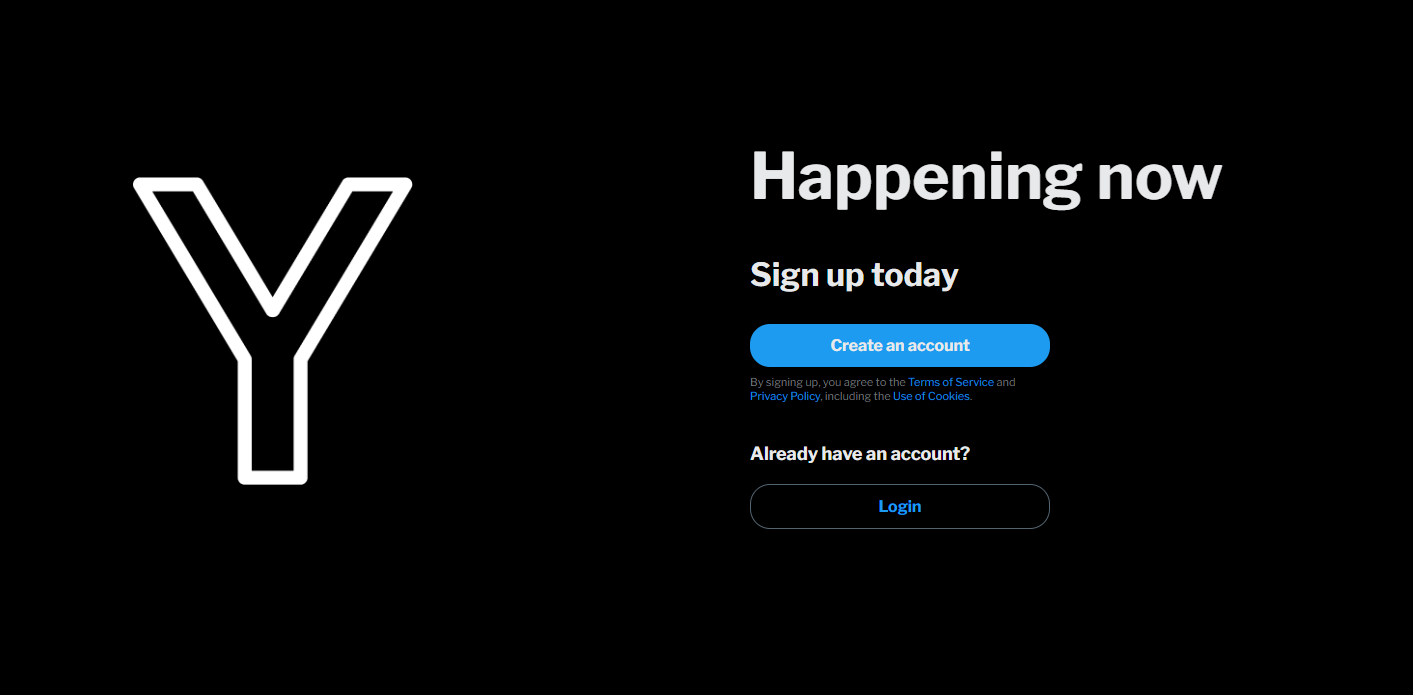 Y
Happening now
Sign up today
Create an account
By signing up, you agree to the Terms of Service and
Privacy Policy, including the Use of Cookies.
Already have an account?
Login